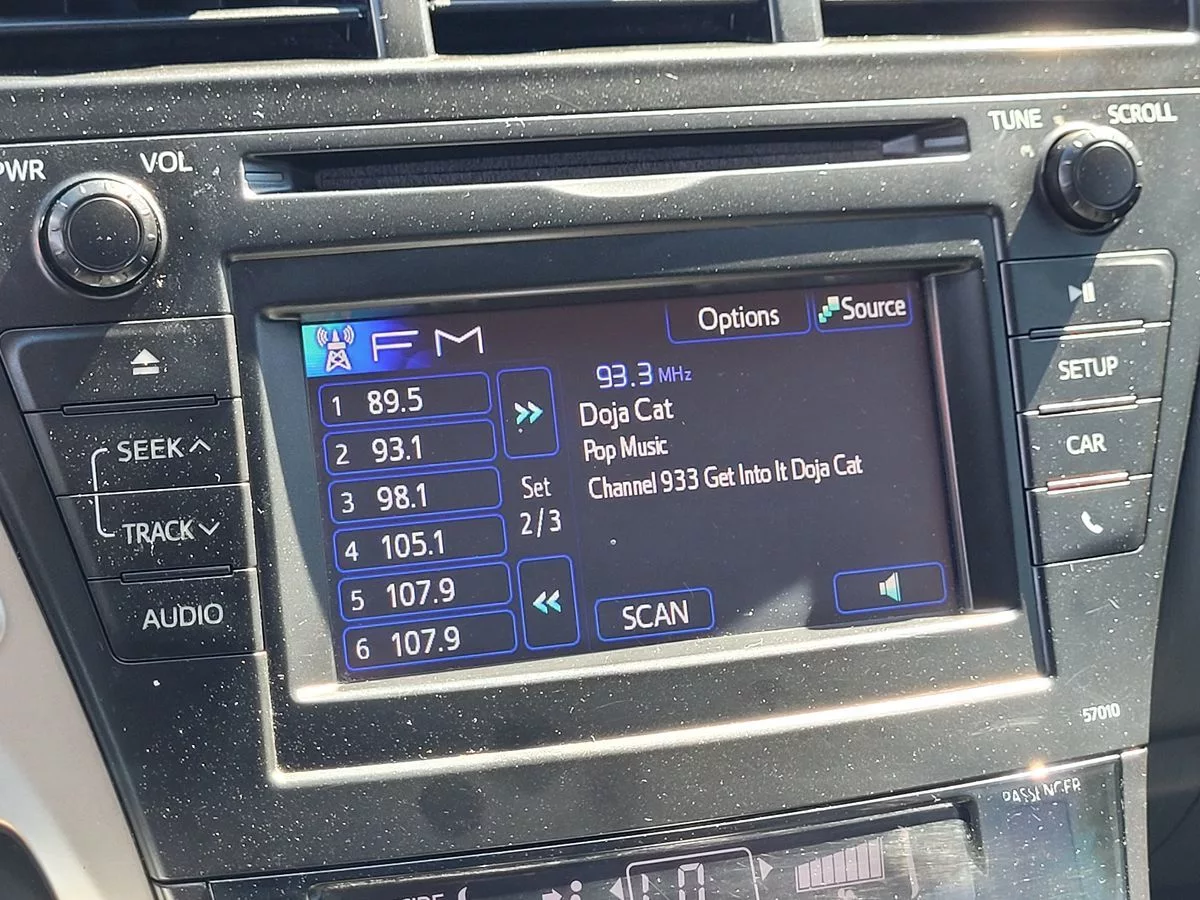 PWR
VOL
TUNE
SCROLL
SEEK
TRACK
AUDIO
FM
Options
Source
1 89.5
2 93.1
3 98.1
4 105.1
5 107.9
6 107.9
Set
2/3
93.3 MHz
Doja Cat
Pop Music
Channel 933 Get Into It Doja Cat
SCAN
SETUP
CAR
57010
PASSENGER